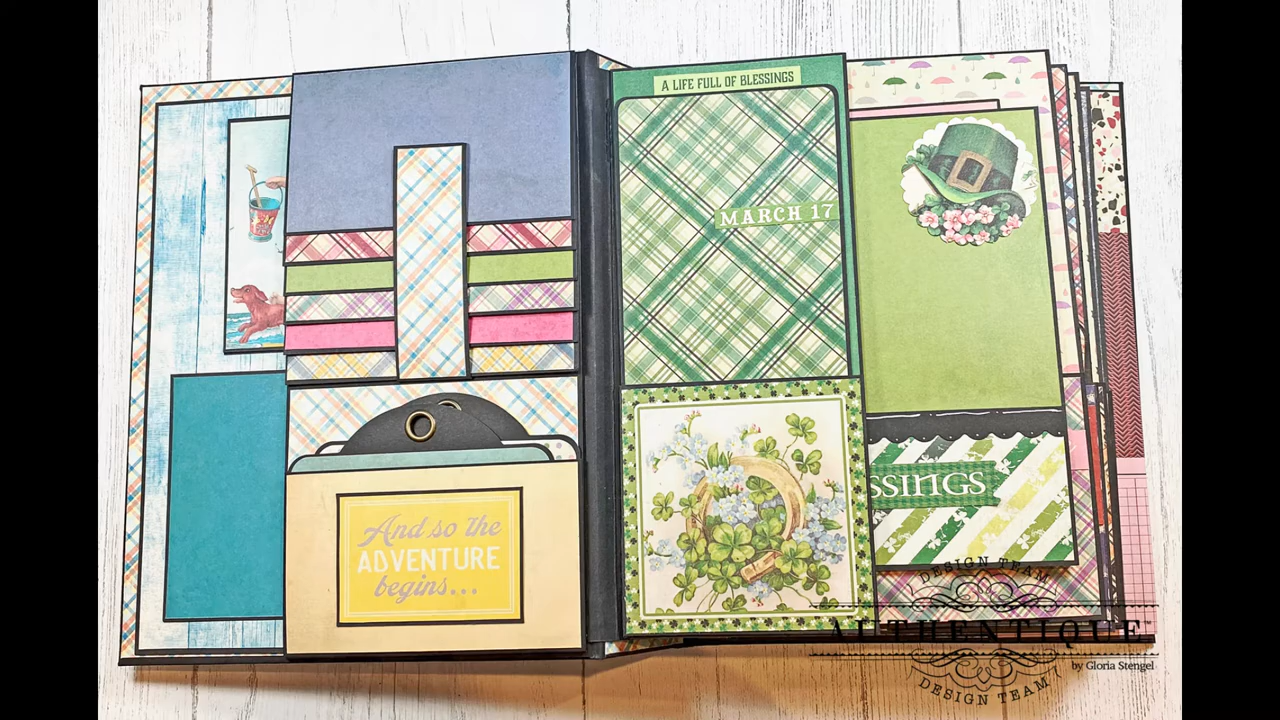 A LIFE FULL OF BLESSINGS
MARCH 17
And so the
ADVENTURE
begins...
SSINGS
DESIGN TEAM
AUTHENTIQUE
by Gloria Stengel
DESIGN TEAM